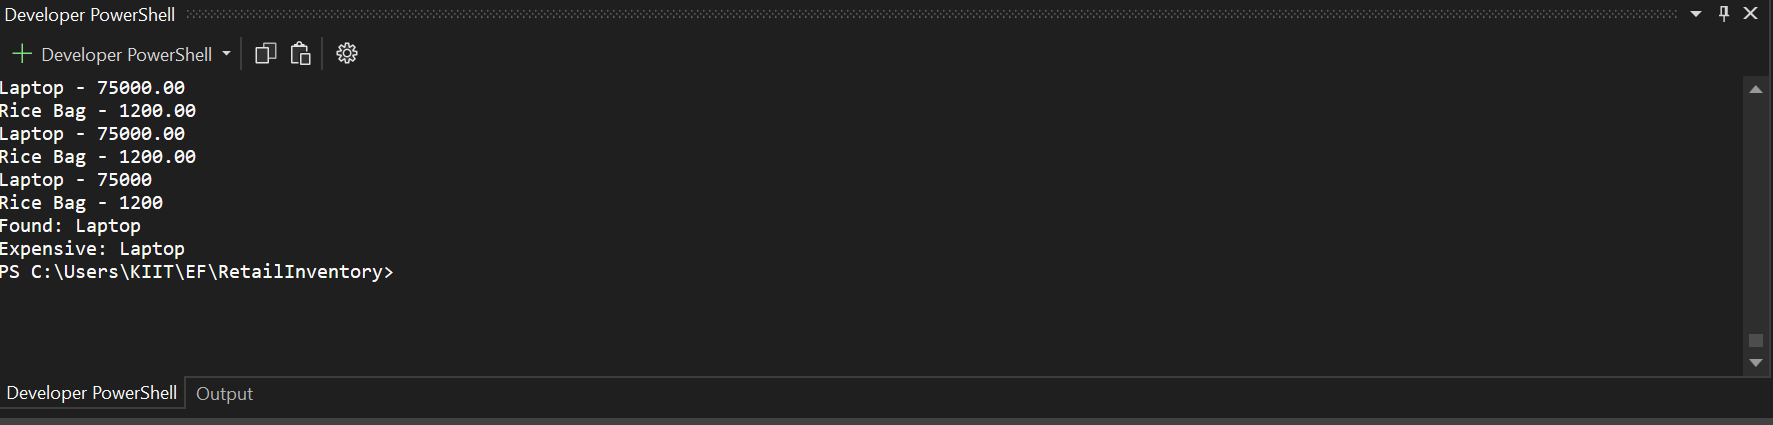 Developer PowerShell
Developer PowerShell
Laptop - 75000.00
Rice Bag - 1200.00
Laptop - 75000.00
Rice Bag - 1200.00
Laptop - 75000
Rice Bag - 1200
Found: Laptop
Expensive: Laptop
PS C:\Users\KIIT\EF\RetailInventory>
Developer PowerShell Output